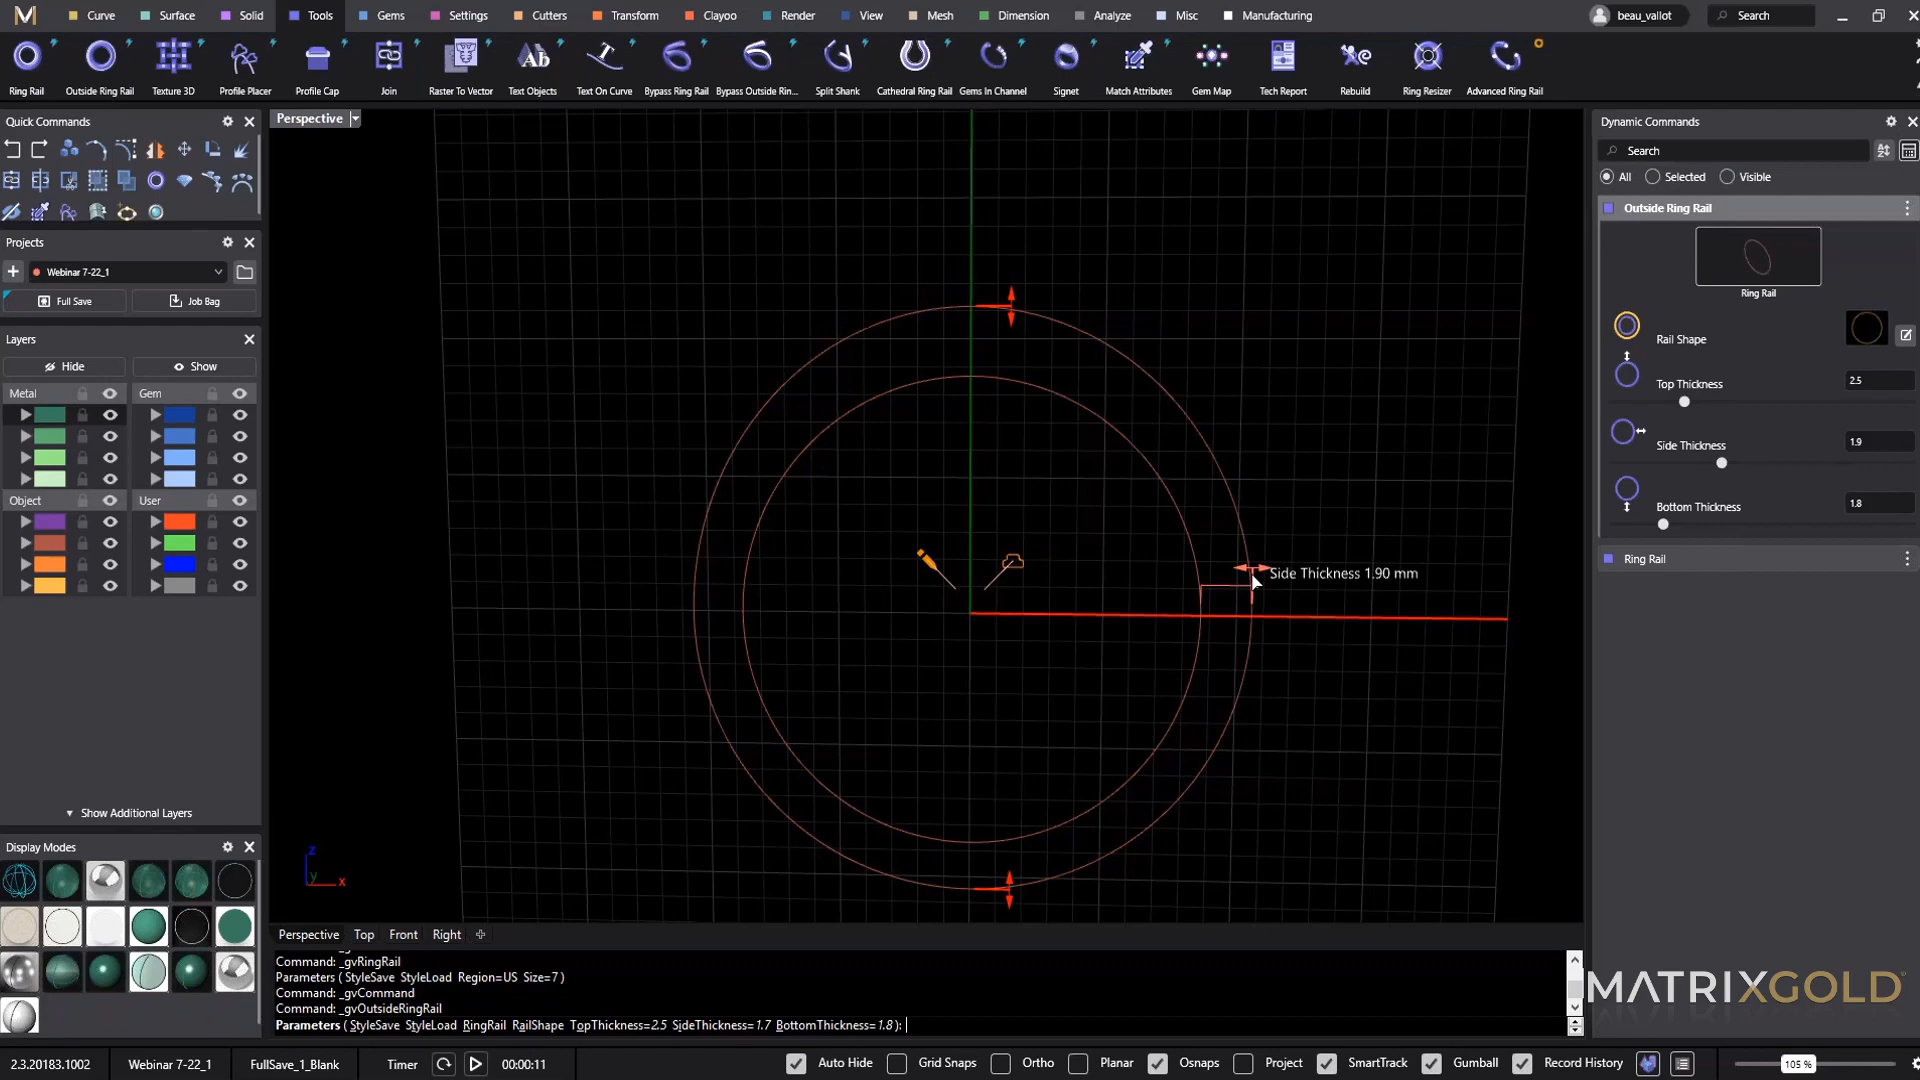 Curve Surface Solid Tools Gems Settings Cutters Transform Clayoo Render View Mesh Dimension Analyze Misc Manufacturing beau_vallot Search
Ring Rail Outside Ring Rail Texture 3D Profile Placer Profile Cap Join Raster To Vector Text Objects Text On Curve Bypass Ring Rail Bypass Outside Rin... Split Shank Cathedral Ring Rail Gems In Channel Signet Match Attributes Gem Map Tech Report Rebuild Ring Resizer Advanced Ring Rail
Quick Commands
Projects
Webinar 7-22_1
Full Save Job Bag
Layers
Hide Show
Metal Gem
Object User
Show Additional Layers
Display Modes
Perspective
Side Thickness 1.90 mm
z
y x
Dynamic Commands
Search
All Selected Visible
Outside Ring Rail
Ring Rail
Rail Shape
Top Thickness 2.5
Side Thickness 1.9
Bottom Thickness 1.8
Ring Rail
Perspective Top Front Right
Command: _gvRingRail
Parameters ( StyleSave StyleLoad Region=US Size=7 )
Command: _gvCommand
Command: _gvOutsideRingRail
Parameters ( StyleSave StyleLoad RingRail RailShape TopThickness=2.5 SideThickness=1.7 BottomThickness=1.8 ):
MATRIXGOLD
2.3.20183.1002 Webinar 7-22_1 FullSave_1_Blank Timer 00:00:11 Auto Hide Grid Snaps Ortho Planar Osnaps Project SmartTrack Gumball Record History 105 %